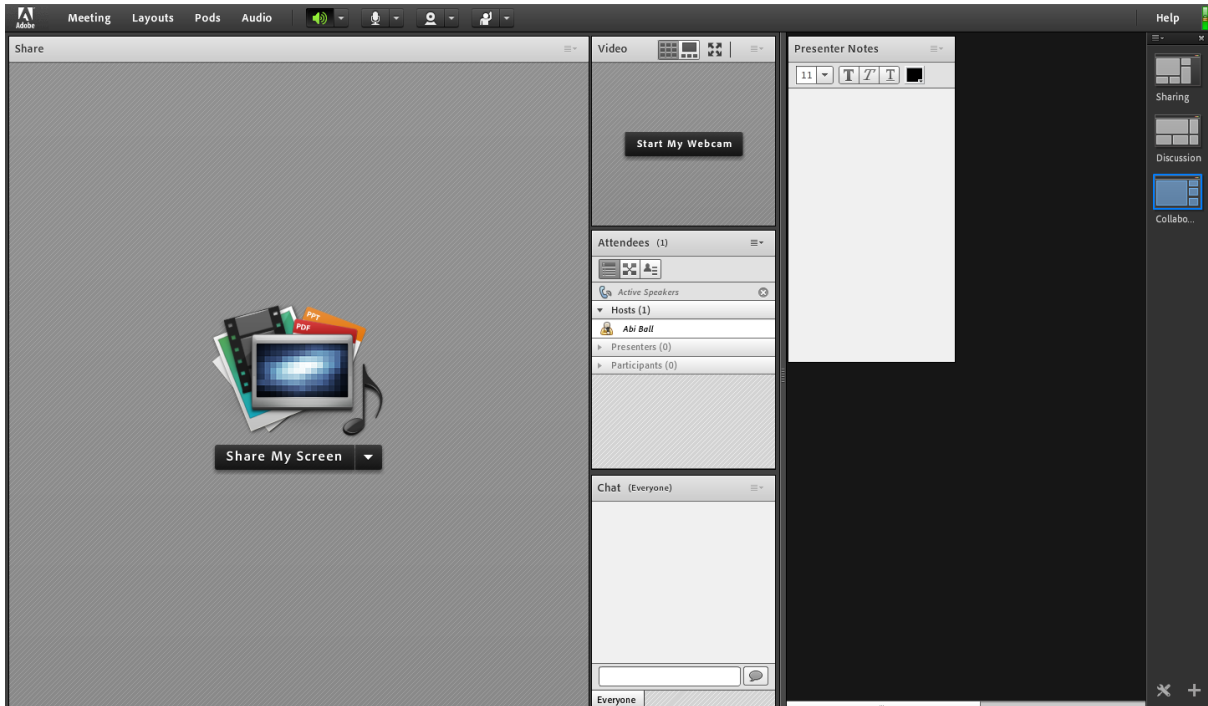 Adobe
Meeting Layouts Pods Audio Help
Share
PPT
PDF
Share My Screen
Video
Start My Webcam
Attendees (1)
Active Speakers
Hosts (1)
Abi Ball
Presenters (0)
Participants (0)
Chat (Everyone)
Everyone
Presenter Notes
11 T T T
Sharing
Discussion
Collabo...